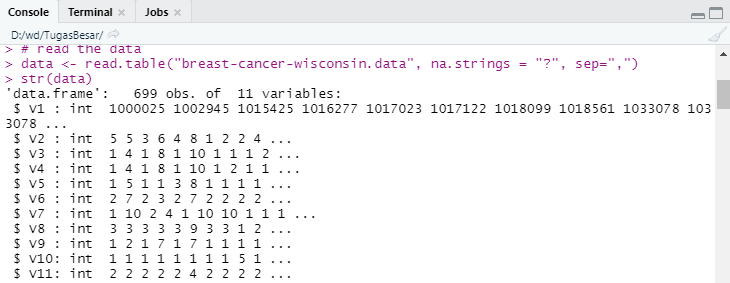 Console Terminal × Jobs ×
D:/wd/TugasBesar/
> # read the data
> data <- read.table("breast-cancer-wisconsin.data", na.strings = "?", sep=",")
> str(data)
'data.frame':   699 obs. of  11 variables:
 $ V1 : int  1000025 1002945 1015425 1016277 1017023 1017122 1018099 1018561 1033078 103
3078 ...
 $ V2 : int  5 5 3 6 4 8 1 2 2 4 ...
 $ V3 : int  1 4 1 8 1 10 1 1 1 2 ...
 $ V4 : int  1 4 1 8 1 10 1 2 1 1 ...
 $ V5 : int  1 5 1 1 3 8 1 1 1 1 ...
 $ V6 : int  2 7 2 3 2 7 2 2 2 2 ...
 $ V7 : int  1 10 2 4 1 10 10 1 1 1 ...
 $ V8 : int  3 3 3 3 3 9 3 3 1 2 ...
 $ V9 : int  1 2 1 7 1 7 1 1 1 1 ...
 $ V10: int  1 1 1 1 1 1 1 1 5 1 ...
 $ V11: int  2 2 2 2 2 4 2 2 2 2 ...